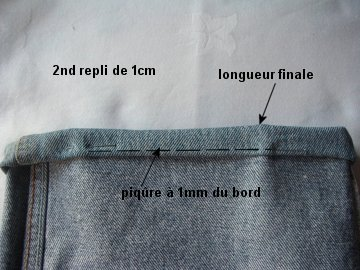 2nd repli de 1cm
longueur finale
piqûre à 1mm du bord